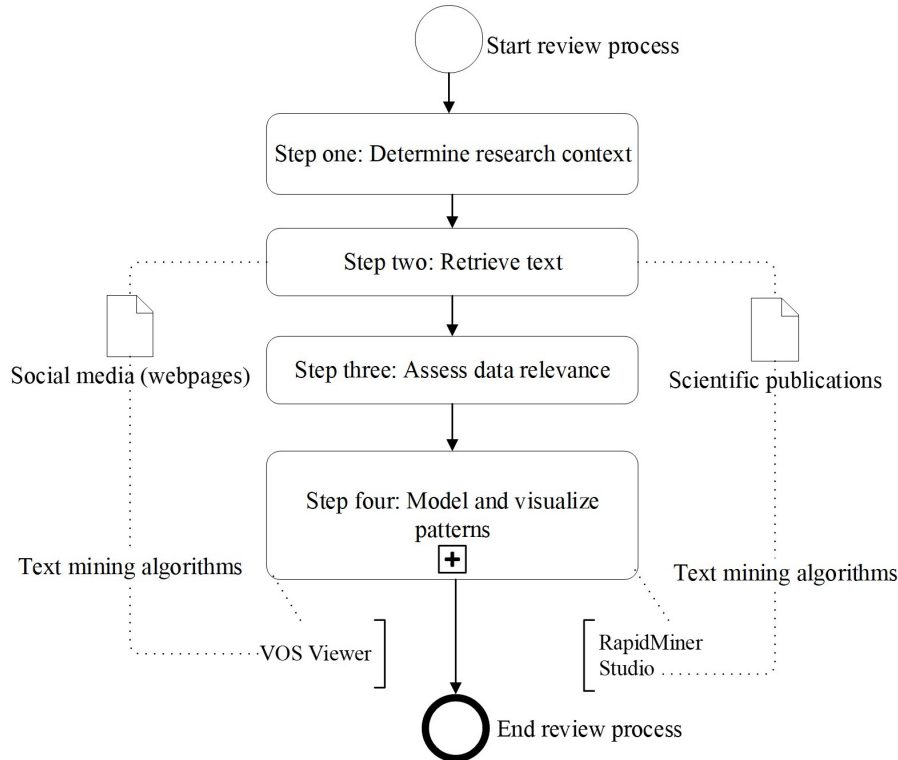 Start review process
Step one: Determine research context
Step two: Retrieve text
Social media (webpages)
Step three: Assess data relevance
Scientific publications
Step four: Model and visualize
patterns
Text mining algorithms
Text mining algorithms
VOS Viewer
RapidMiner
Studio
End review process